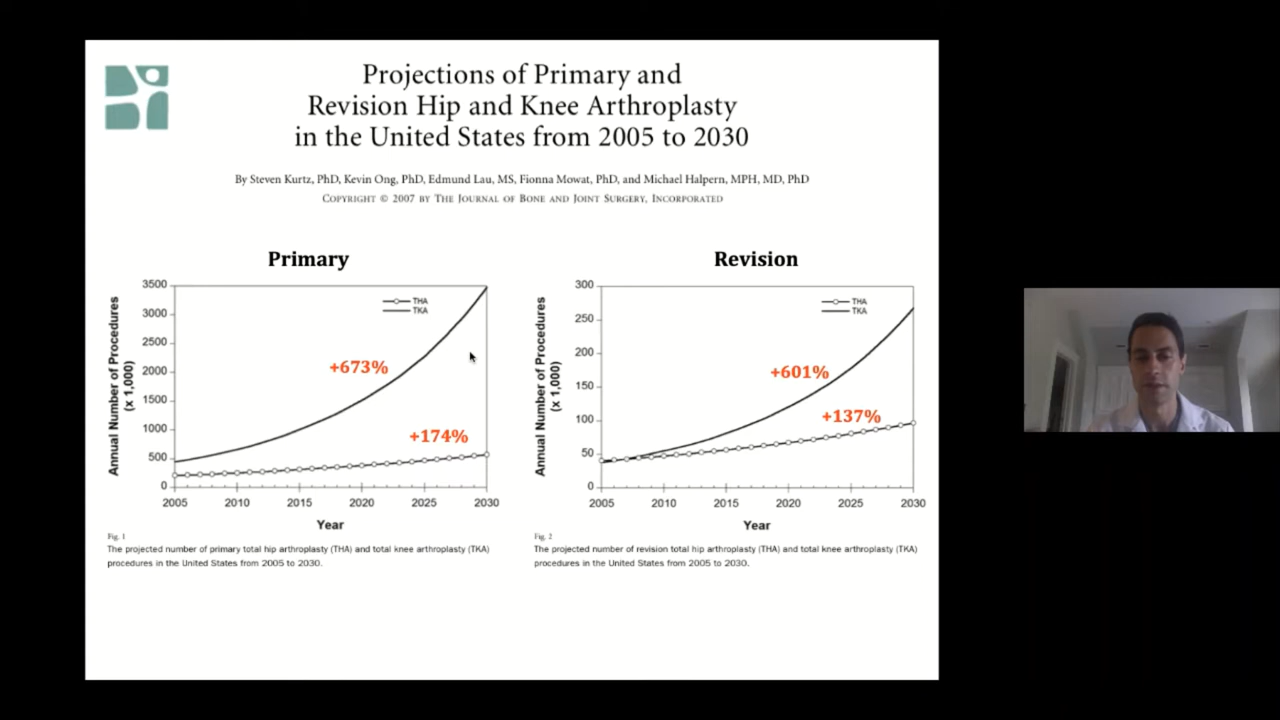 Projections of Primary and
Revision Hip and Knee Arthroplasty
in the United States from 2005 to 2030
By Steven Kurtz, PhD, Kevin Ong, PhD, Edmund Lau, MS, Fionna Mowat, PhD, and Michael Halpern, MPH, MD, PhD
Copyright © 2007 by The Journal of Bone and Joint Surgery, Incorporated
Primary
Annual Number of Procedures
(x 1,000)
3500
3000
2500
2000
1500
1000
500
0
THA
TKA
+673%
+174%
2005 2010 2015 2020 2025 2030
Year
Fig. 1
The projected number of primary total hip arthroplasty (THA) and total knee arthroplasty (TKA)
procedures in the United States from 2005 to 2030.
Revision
Annual Number of Procedures
(x 1,000)
300
250
200
150
100
50
0
THA
TKA
+601%
+137%
2005 2010 2015 2020 2025 2030
Year
Fig. 2
The projected number of revision total hip arthroplasty (THA) and total knee arthroplasty (TKA)
procedures in the United States from 2005 to 2030.